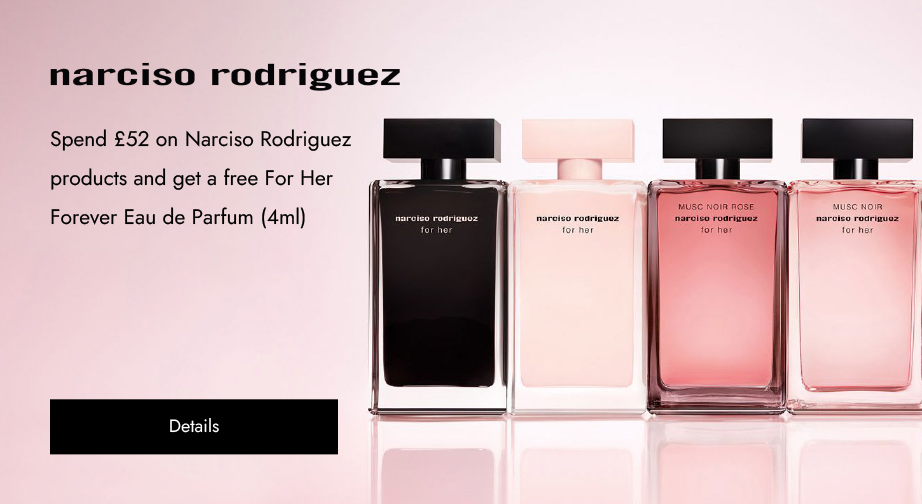 narciso rodriguez
Spend £52 on Narciso Rodriguez
products and get a free For Her
Forever Eau de Parfum (4ml)
Details
narciso rodriguez
for her
narciso rodriguez
for her
MUSC NOIR ROSE
narciso rodriguez
for her
MUSC NOIR
narciso rodriguez
for her